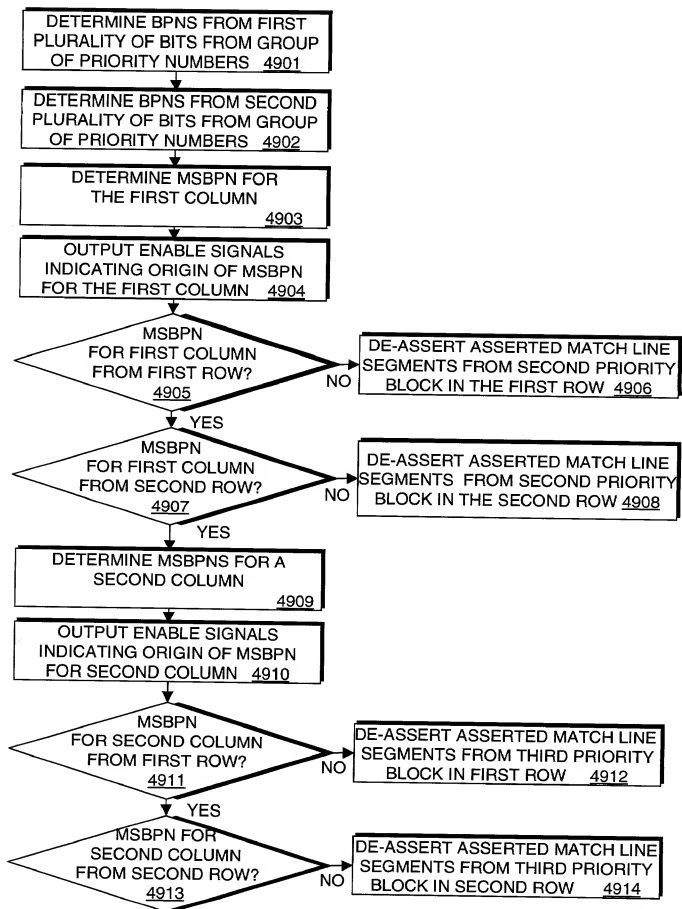 DETERMINE BPNS FROM FIRST
PLURALITY OF BITS FROM GROUP
OF PRIORITY NUMBERS 4901
DETERMINE BPNS FROM SECOND
PLURALITY OF BITS FROM GROUP
OF PRIORITY NUMBERS 4902
DETERMINE MSBPN FOR
THE FIRST COLUMN
4903
OUTPUT ENABLE SIGNALS
INDICATING ORIGIN OF MSBPN
FOR THE FIRST COLUMN 4904
MSBPN
FOR FIRST COLUMN
FROM FIRST ROW?
4905
NO
DE-ASSERT ASSERTED MATCH LINE
SEGMENTS FROM SECOND PRIORITY
BLOCK IN THE FIRST ROW 4906
YES
MSBPN
FOR FIRST COLUMN
FROM SECOND ROW?
4907
NO
DE-ASSERT ASSERTED MATCH LINE
SEGMENTS FROM SECOND PRIORITY
BLOCK IN THE SECOND ROW 4908
YES
DETERMINE MSBPNS FOR A
SECOND COLUMN
4909
OUTPUT ENABLE SIGNALS
INDICATING ORIGIN OF MSBPN
FOR SECOND COLUMN 4910
MSBPN
FOR SECOND COLUMN
FROM FIRST ROW?
4911
NO
DE-ASSERT ASSERTED MATCH LINE
SEGMENTS FROM THIRD PRIORITY
BLOCK IN FIRST ROW 4912
YES
MSBPN FOR
SECOND COLUMN
FROM SECOND ROW?
4913
NO
DE-ASSERT ASSERTED MATCH LINE
SEGMENTS FROM THIRD PRIORITY
BLOCK IN SECOND ROW 4914